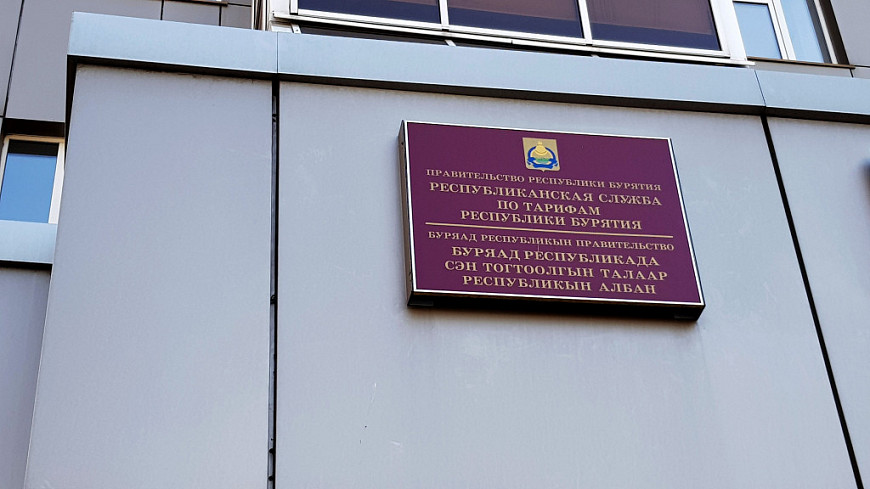 ПРАВИТЕЛЬСТВО РЕСПУБЛИКИ БУРЯТИЯ
РЕСПУБЛИКАНСКАЯ СЛУЖБА
ПО ТАРИФАМ
РЕСПУБЛИКИ БУРЯТИЯ
БУРЯАД РЕСПУБЛИКЫН ПРАВИТЕЛЬСТВО
БУРЯАД РЕСПУБЛИКАДА
СЭН ТОГТООЛГЫН ТАЛААР
РЕСПУБЛИКЫН АЛБАН